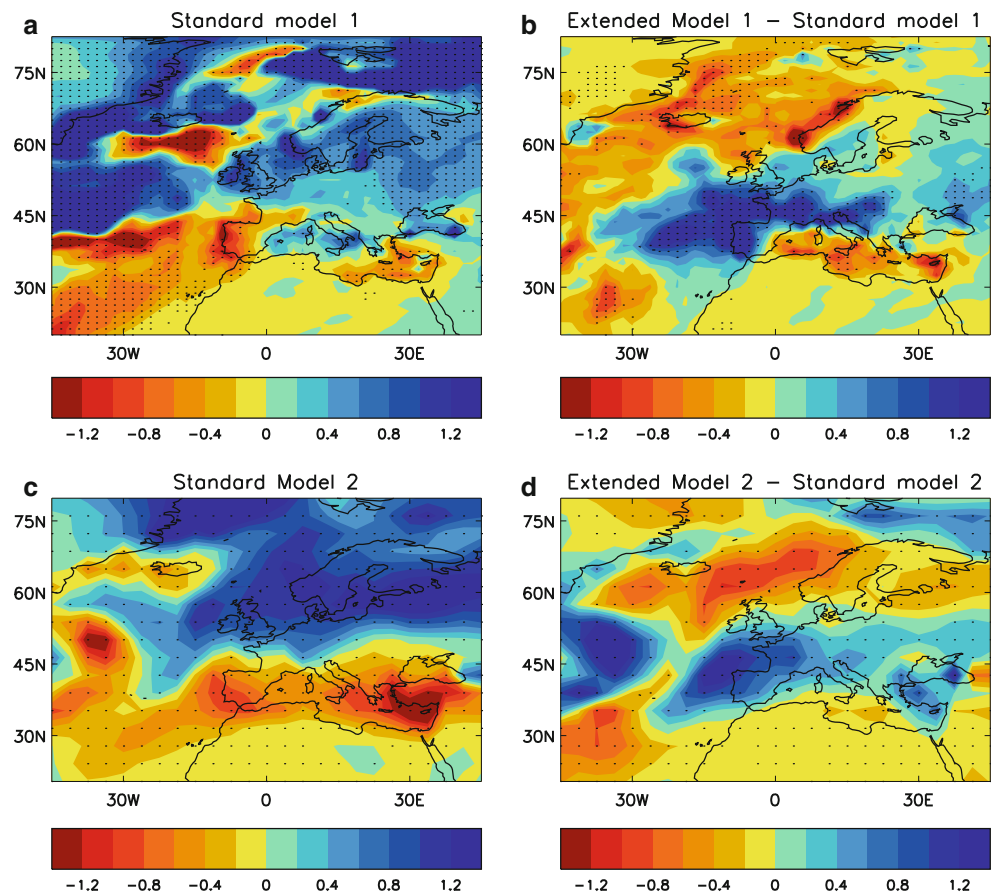 a Standard model 1
75N
60N
45N
30N
30W 0 30E
-1.2 -0.8 -0.4 0 0.4 0.8 1.2
b Extended Model 1 - Standard model 1
75N
60N
45N
30N
30W 0 30E
-1.2 -0.8 -0.4 0 0.4 0.8 1.2
c Standard Model 2
75N
60N
45N
30N
30W 0 30E
-1.2 -0.8 -0.4 0 0.4 0.8 1.2
d Extended Model 2 - Standard model 2
75N
60N
45N
30N
30W 0 30E
-1.2 -0.8 -0.4 0 0.4 0.8 1.2